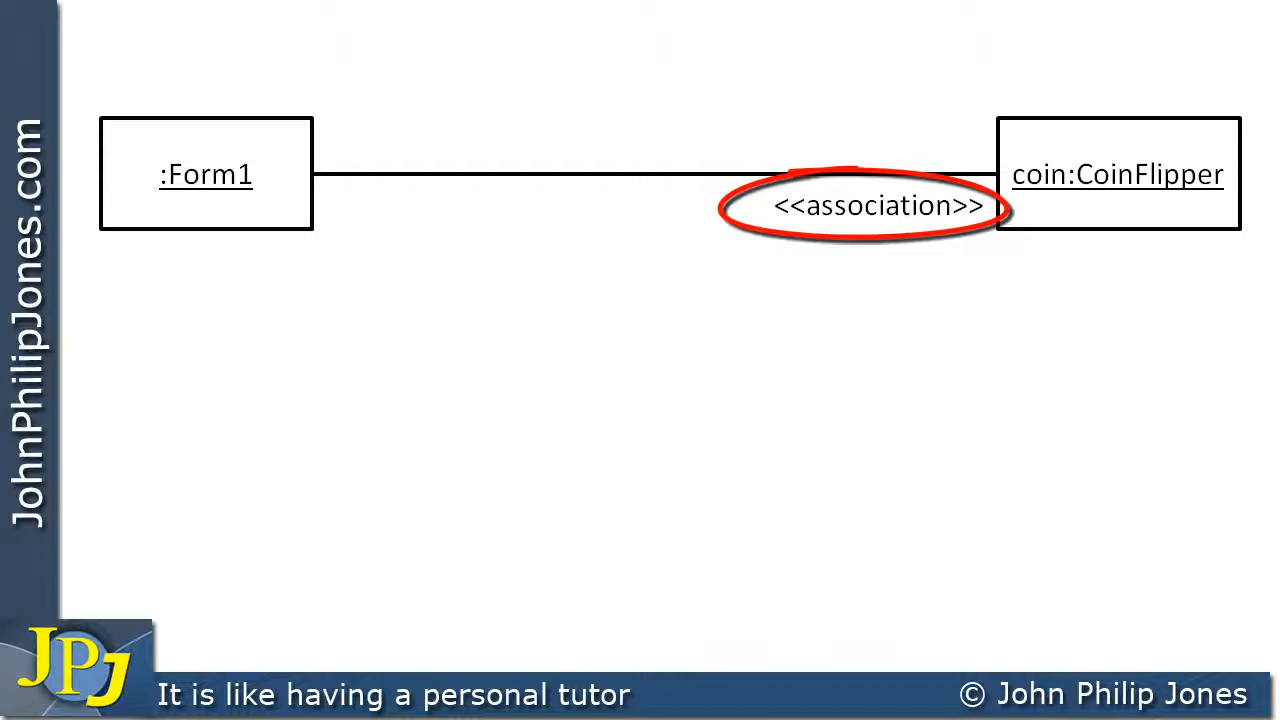 JohnPhilipJones.com
:Form1
coin:CoinFlipper
<<association>>
JPJ
It is like having a personal tutor
© John Philip Jones